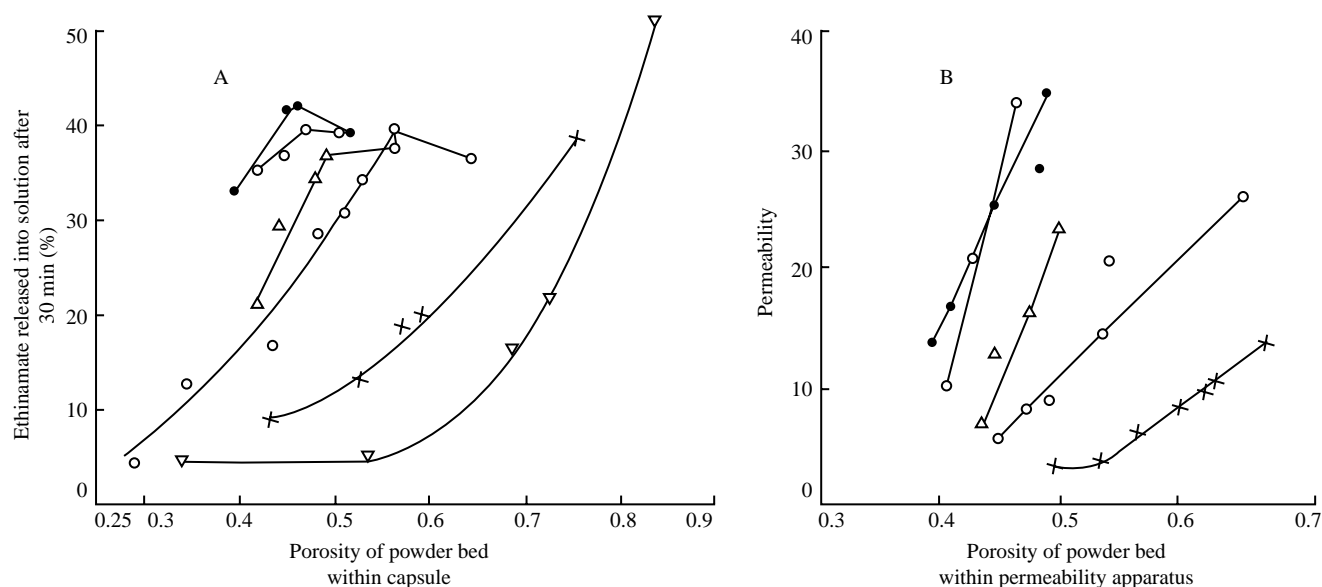 A
50
40
30
20
10
0
Ethinamate released into solution after
30 min (%)
0.25 0.3 0.4 0.5 0.6 0.7 0.8 0.9
Porosity of powder bed
within capsule
B
40
30
20
10
0
Permeability
0.3 0.4 0.5 0.6 0.7
Porosity of powder bed
within permeability apparatus